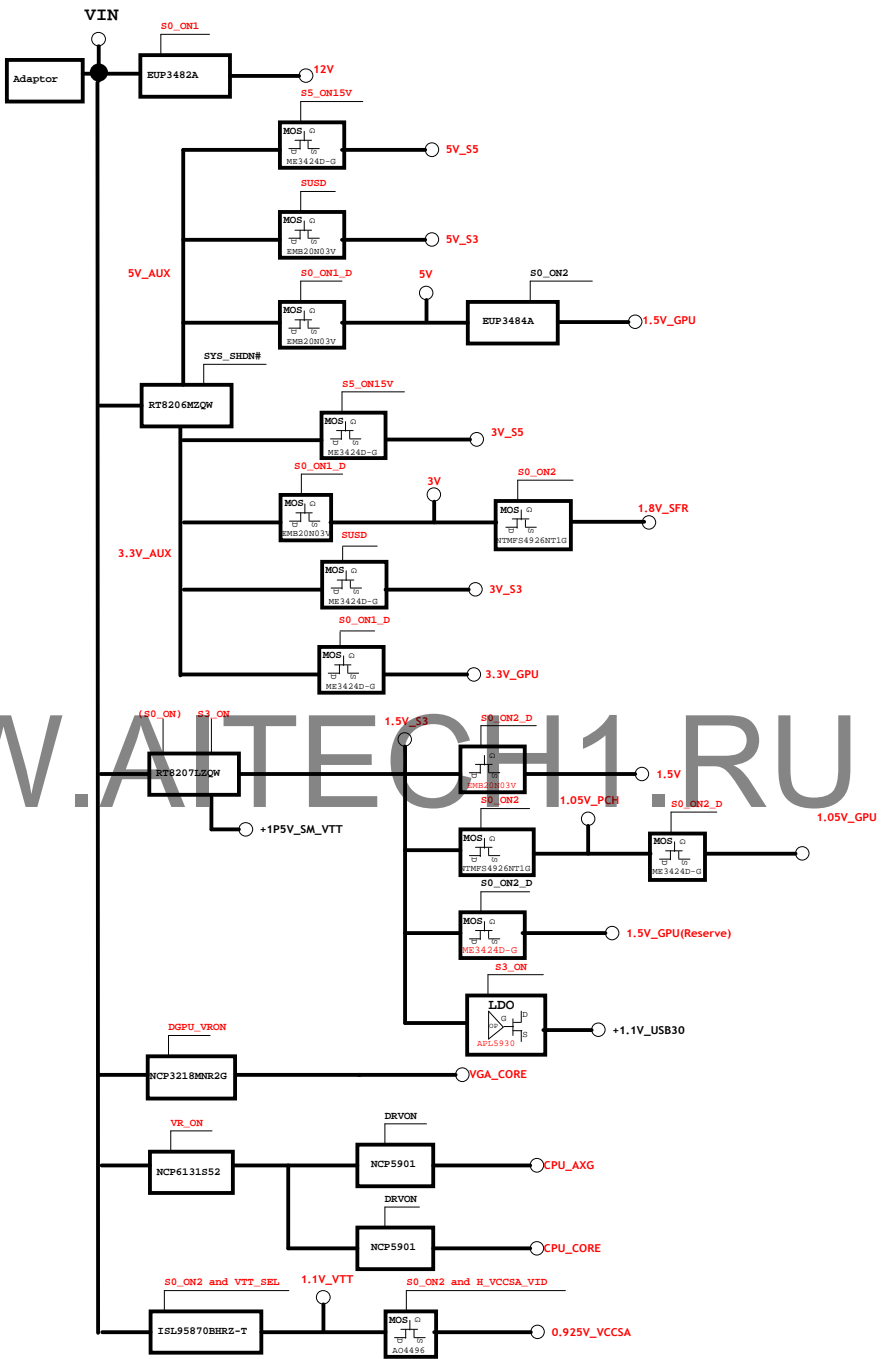 VIN
S0_ON1
Adaptor
EUP3482A
12V
S5_ON15V
MOS
G
D
S
ME3424D-G
5V_S5
SUSD
MOS
G
D
S
EMB20N03V
5V_S3
5V_AUX
S0_ON1_D
MOS
G
D
S
EMB20N03V
5V
S0_ON2
EUP3484A
1.5V_GPU
SYS_SHDN#
RT8206MZQW
S5_ON15V
MOS
G
D
S
ME3424D-G
3V_S5
S0_ON1_D
MOS
G
D
S
EMB20N03V
3V
S0_ON2
MOS
G
D
S
NTMFS4926NT1G
1.8V_SFR
3.3V_AUX
SUSD
MOS
G
D
S
ME3424D-G
3V_S3
S0_ON1_D
MOS
G
D
S
ME3424D-G
3.3V_GPU
W.AITECH1.RU
(S0_ON) S3_ON
RT8207LZQW
+1P5V_SM_VTT
1.5V_S3
S0_ON2_D
MOS
G
D
S
EMB20N03V
1.5V
S0_ON2
MOS
G
D
S
NTMFS4926NT1G
1.05V_PCH
S0_ON2_D
MOS
G
D
S
ME3424D-G
1.05V_GPU
S0_ON2_D
MOS
G
D
S
ME3424D-G
1.5V_GPU(Reserve)
S3_ON
LDO
G
OP
D
S
APL5930
+1.1V_USB30
DGPU_VRON
NCP3218MNR2G
VGA_CORE
VR_ON
NCP6131S52
DRVON
NCP5901
CPU_AXG
DRVON
NCP5901
CPU_CORE
S0_ON2 and VTT_SEL
ISL95870BHRZ-T
1.1V_VTT
S0_ON2 and H_VCCSA_VID
MOS
G
D
S
AO4496
0.925V_VCCSA